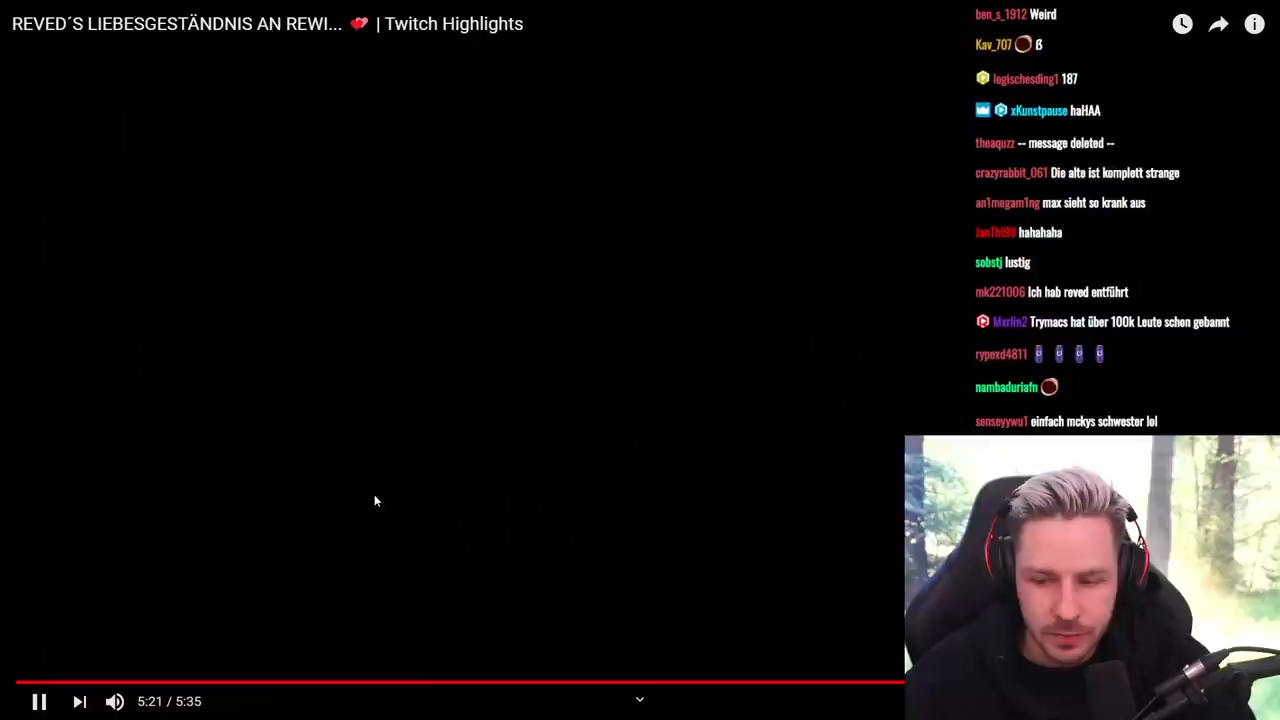 REVED´S LIEBESGESTÄNDNIS AN REWI... 💕 | Twitch Highlights
ben_s_1912 Weird
Kav_707 ß
logischesding1 187
xKunstpause haHAA
theaquzz -- message deleted --
crazyrabbit_061 Die alte ist komplett strange
an1megam1ng max sieht so krank aus
hahahaha
sobstj lustig
mk221006 Ich hab reved entführt
Mxrlin2 Trymacs hat über 100k Leute schon gebannt
rypexd4811
nambaduriafn
senseyywu1 einfach mckys schwester lol
5:21 / 5:35